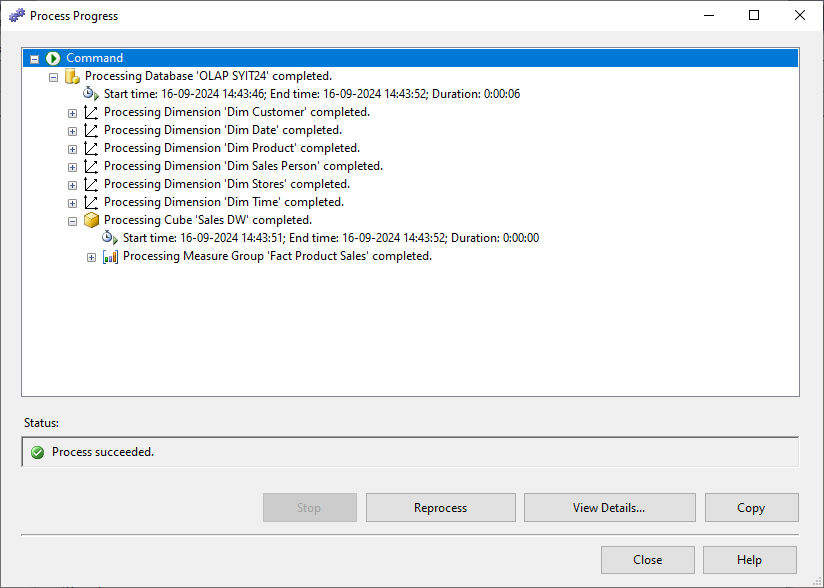 Process Progress
Command
Processing Database 'OLAP SYIT24' completed.
Start time: 16-09-2024 14:43:46; End time: 16-09-2024 14:43:52; Duration: 0:00:06
Processing Dimension 'Dim Customer' completed.
Processing Dimension 'Dim Date' completed.
Processing Dimension 'Dim Product' completed.
Processing Dimension 'Dim Sales Person' completed.
Processing Dimension 'Dim Stores' completed.
Processing Dimension 'Dim Time' completed.
Processing Cube 'Sales DW' completed.
Start time: 16-09-2024 14:43:51; End time: 16-09-2024 14:43:52; Duration: 0:00:00
Processing Measure Group 'Fact Product Sales' completed.
Status:
Process succeeded.
Stop Reprocess View Details... Copy
Close Help